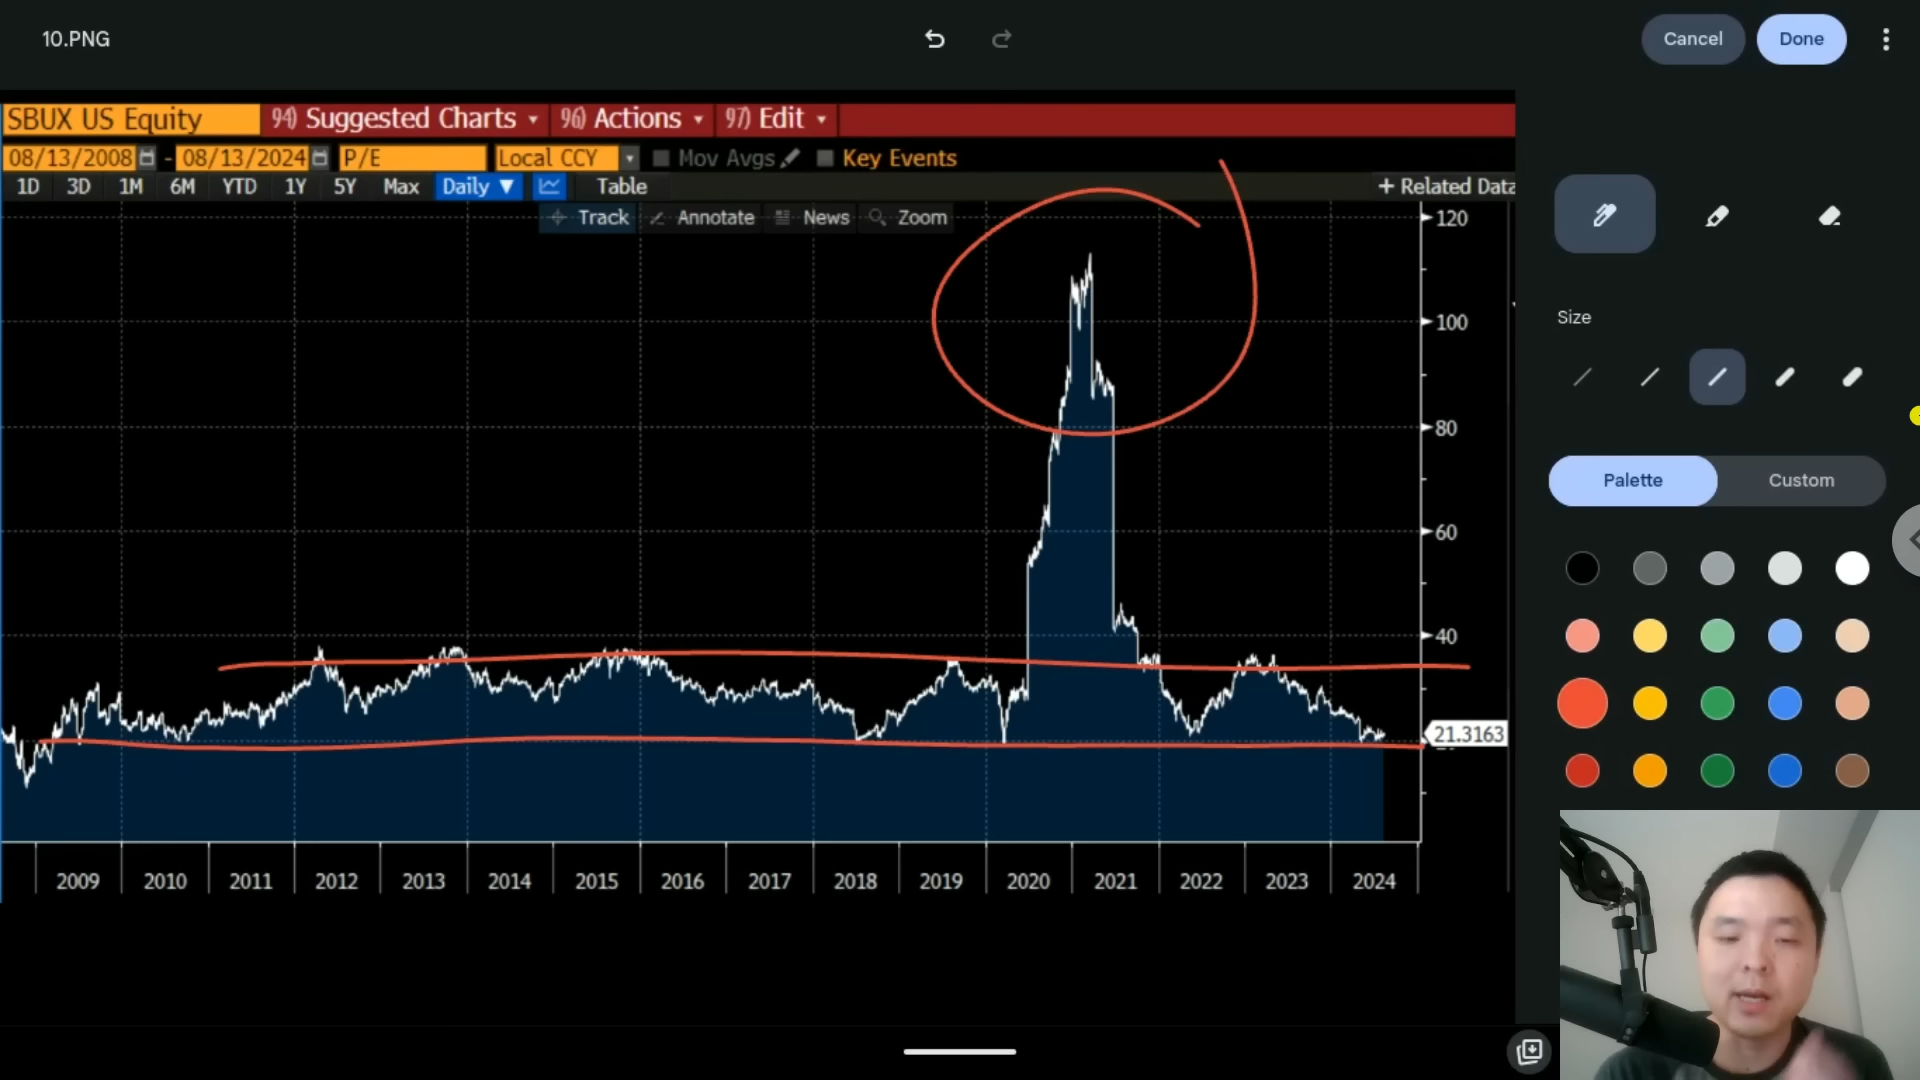 10.PNG
Cancel
Done
SBUX US Equity
94) Suggested Charts
96) Actions
97) Edit
08/13/2008 - 08/13/2024
P/E
Local CCY
Mov Avgs
Key Events
1D 3D 1M 6M YTD 1Y 5Y Max Daily ▼ Table + Related Data
Track Annotate News Zoom
120
100
80
60
40
21.3163
2009 2010 2011 2012 2013 2014 2015 2016 2017 2018 2019 2020 2021 2022 2023 2024
Size
Palette
Custom